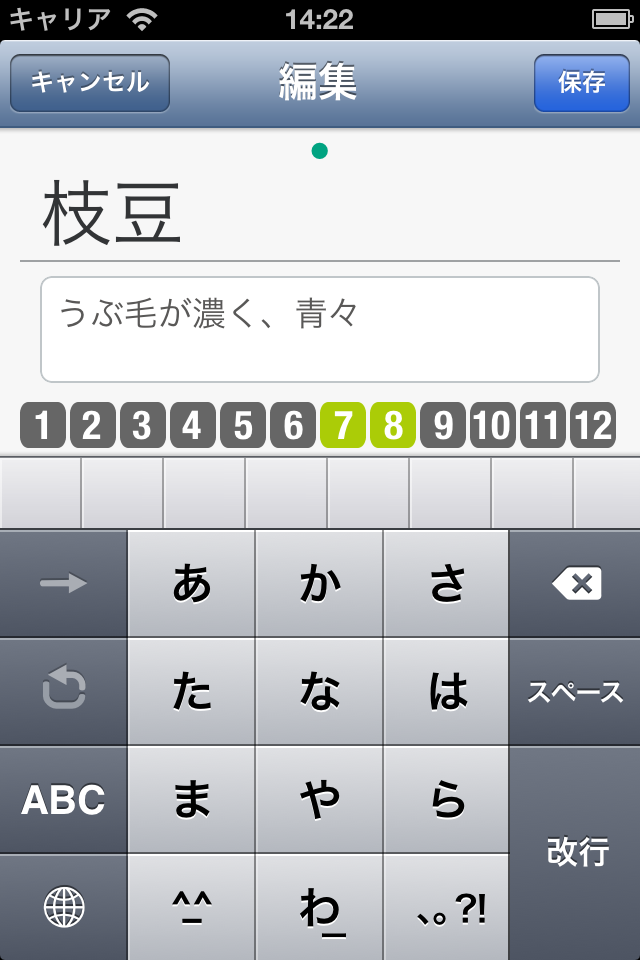 キャリア 14:22
キャンセル 編集 保存
枝豆
うぶ毛が濃く、青々
1 2 3 4 5 6 7 8 9 10 11 12
あ か さ
た な は スペース
ABC ま や ら
改行
^_^ わ_ 、。?!